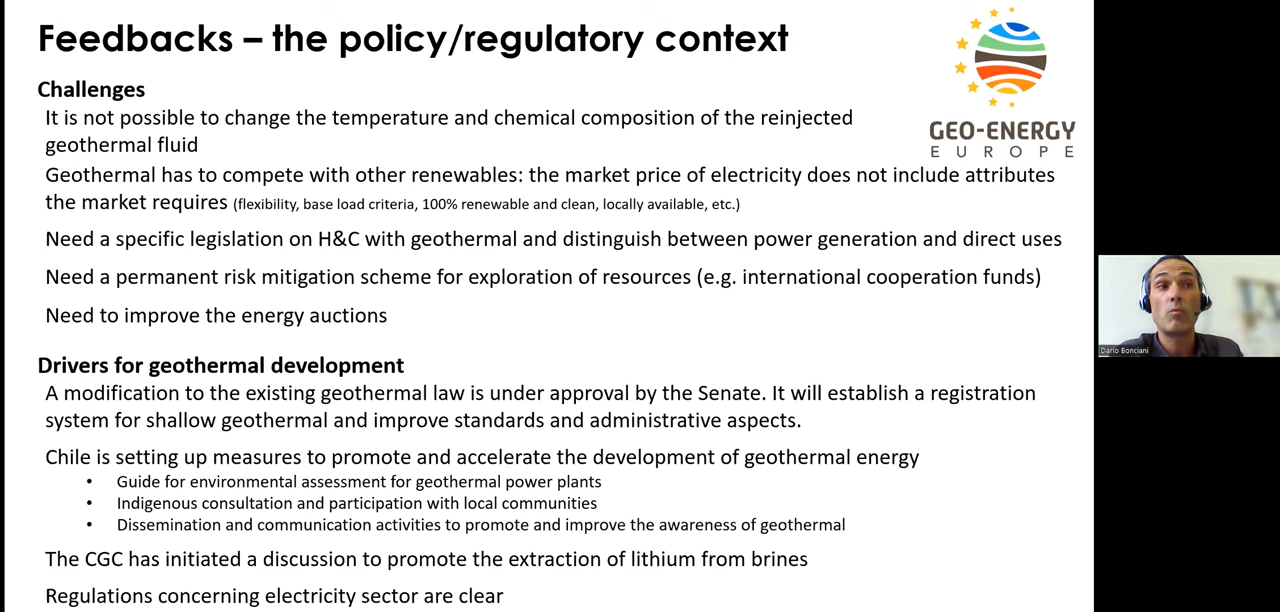 Feedbacks – the policy/regulatory context
GEO-ENERGY
EUROPE
Challenges
It is not possible to change the temperature and chemical composition of the reinjected
geothermal fluid
Geothermal has to compete with other renewables: the market price of electricity does not include attributes
the market requires (flexibility, base load criteria, 100% renewable and clean, locally available, etc.)
Need a specific legislation on H&C with geothermal and distinguish between power generation and direct uses
Need a permanent risk mitigation scheme for exploration of resources (e.g. international cooperation funds)
Need to improve the energy auctions
Drivers for geothermal development
A modification to the existing geothermal law is under approval by the Senate. It will establish a registration
system for shallow geothermal and improve standards and administrative aspects.
Chile is setting up measures to promote and accelerate the development of geothermal energy
• Guide for environmental assessment for geothermal power plants
• Indigenous consultation and participation with local communities
• Dissemination and communication activities to promote and improve the awareness of geothermal
The CGC has initiated a discussion to promote the extraction of lithium from brines
Regulations concerning electricity sector are clear
Dario Bonciani